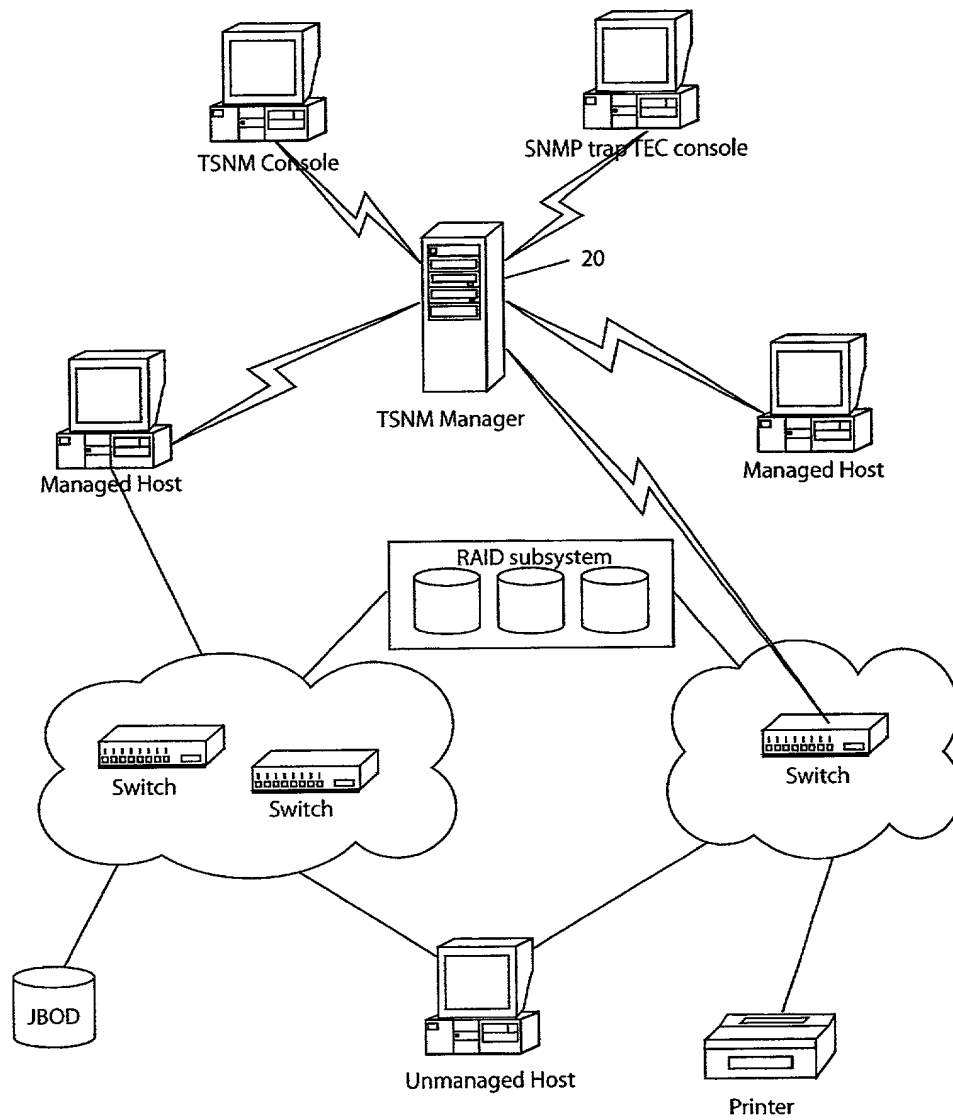 TSNM Console
SNMP trap TEC console
20
TSNM Manager
Managed Host
Managed Host
RAID subsystem
Switch
Switch
Switch
JBOD
Unmanaged Host
Printer